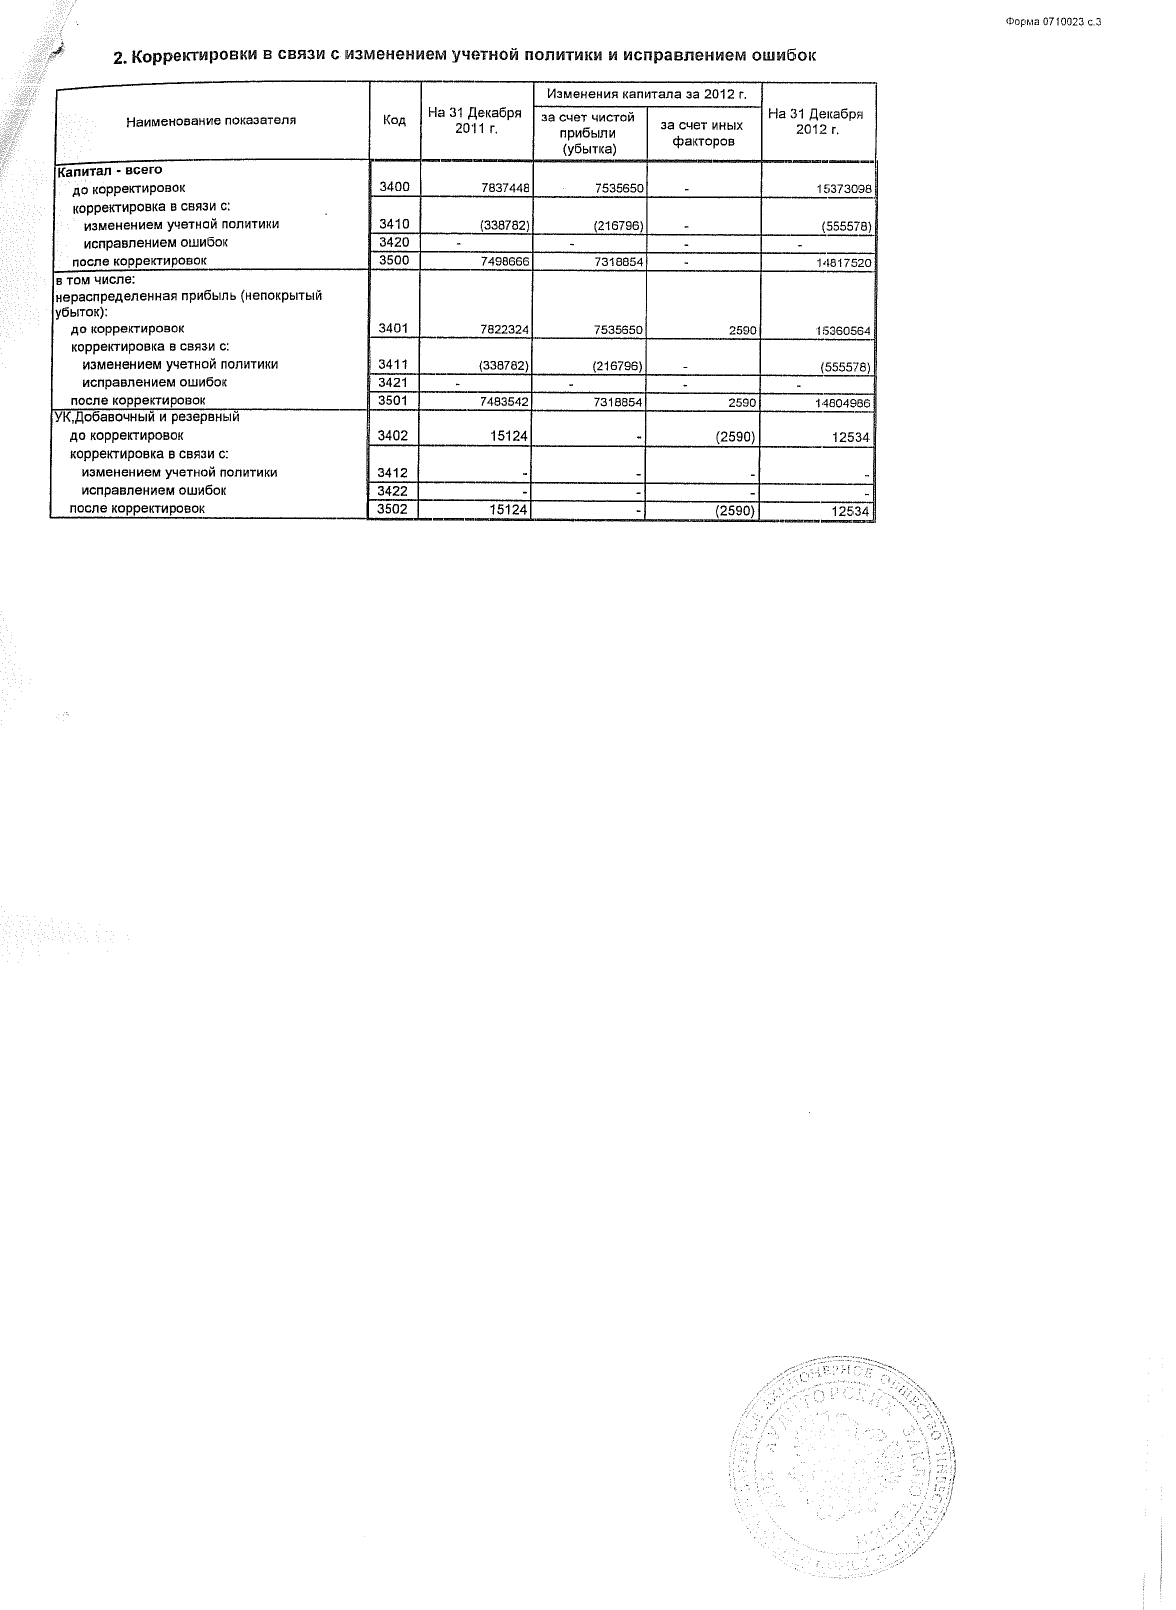 Форма 0710023 с.3
2. Корректировки в связи с изменением учетной политики и исправлением ошибок
Наименование показателя Код На 31 Декабря 2011 г. Изменения капитала за 2012 г. На 31 Декабря 2012 г.
за счет чистой прибыли (убытка) за счет иных факторов
Капитал - всего
до корректировок 3400 7837448 7535650 - 15373098
корректировка в связи с:
изменением учетной политики 3410 (338782) (216796) - (555578)
исправлением ошибок 3420 - - - -
после корректировок 3500 7498666 7318854 - 14817520
в том числе:
нераспределенная прибыль (непокрытый
убыток):
до корректировок 3401 7822324 7535650 2590 15360564
корректировка в связи с:
изменением учетной политики 3411 (338782) (216796) - (555578)
исправлением ошибок 3421 - - - -
после корректировок 3501 7483542 7318854 2590 14804986
УК,Добавочный и резервный
до корректировок 3402 15124 - (2590) 12534
корректировка в связи с:
изменением учетной политики 3412 - - - -
исправлением ошибок 3422 - - - -
после корректировок 3502 15124 - (2590) 12534
АКЦИОНЕРНОЕ ОБЩЕСТВО
ДЛЯ АУДИТОРСКИХ ЗАКЛЮЧЕНИЙ